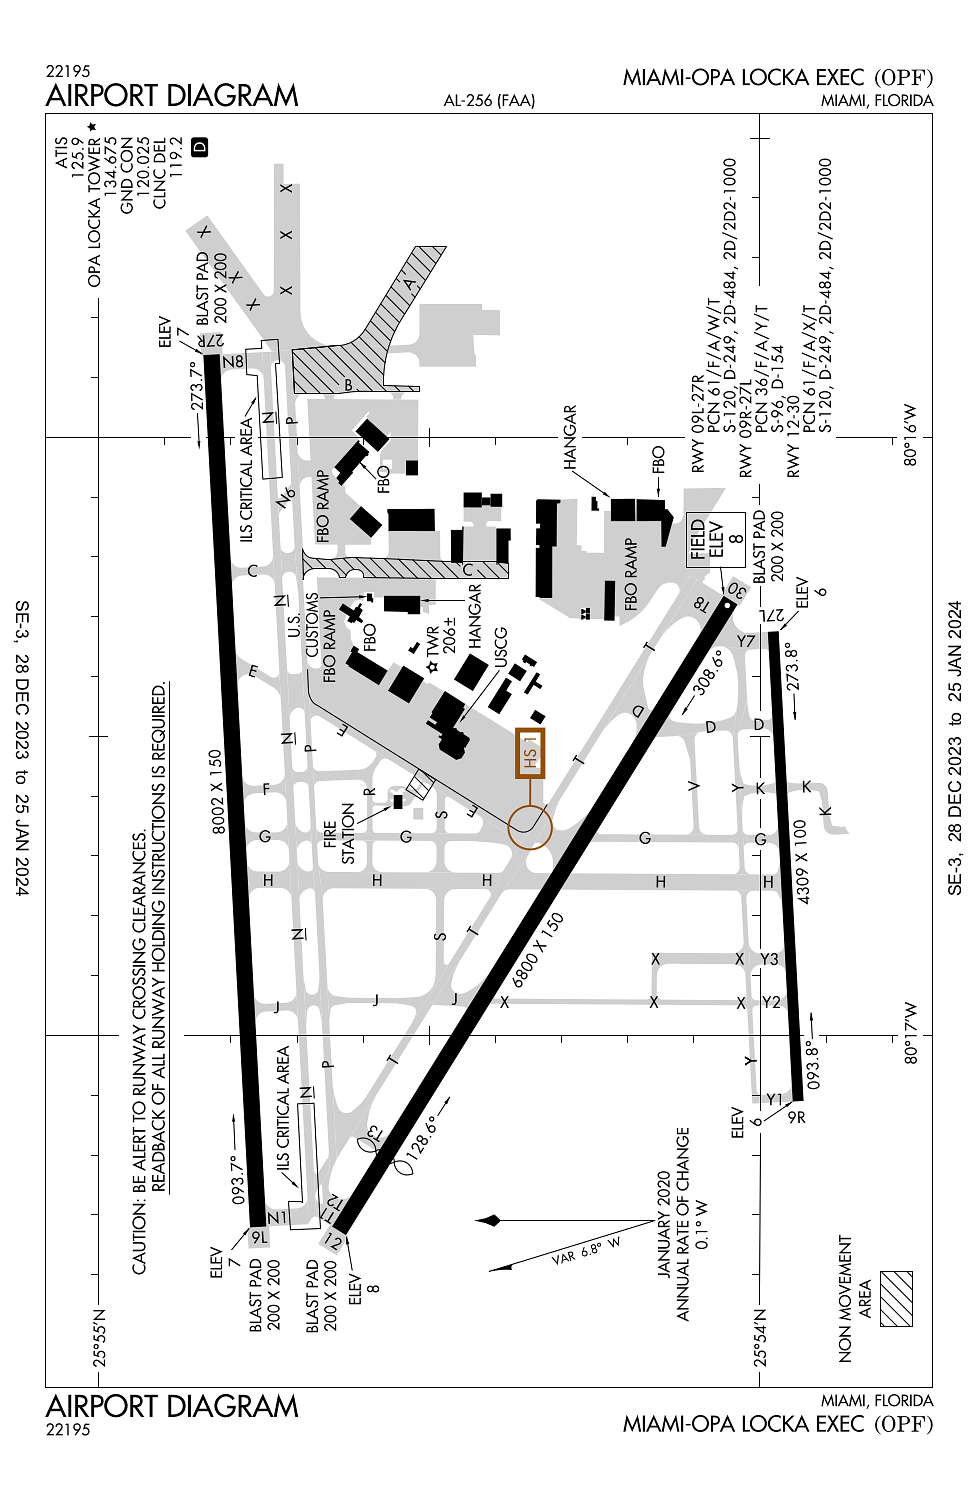 22195
AIRPORT DIAGRAM
AL-256 (FAA)
MIAMI-OPA LOCKA EXEC (OPF)
MIAMI, FLORIDA
ATIS
125.9
OPA LOCKA TOWER ★
134.675
GND CON
120.025
CLNC DEL
119.2
D
CAUTION: BE ALERT TO RUNWAY CROSSING CLEARANCES.
READBACK OF ALL RUNWAY HOLDING INSTRUCTIONS IS REQUIRED.
RWY 09L-27R
PCN 61/F/A/W/T
S-120, D-249, 2D-484, 2D/2D2-1000
RWY 09R-27L
PCN 36/F/A/Y/T
S-96, D-154
RWY 12-30
PCN 61/F/A/X/T
S-120, D-249, 2D-484, 2D/2D2-1000
X
X
X
X
X
X
BLAST PAD
200 X 200
ELEV
7
27R
273.7°
N8
A
B
ILS CRITICAL AREA
N
P
N6
FBO RAMP
FBO
HANGAR
FBO
FBO RAMP
FIELD
ELEV
8
BLAST PAD
200 X 200
ELEV
6
30
18
27L
Y7
273.8°
308.6°
C
C
N
U.S.
CUSTOMS
FBO RAMP
FBO
TWR
206±
HANGAR
USCG
E
N
P
E
HS 1
T
T
D
D
D
8002 X 150
F
R
FIRE
STATION
S
E
V
Y
K
K
K
G
G
G
G
H
H
H
H
H
4309 X 100
N
S
T
6800 X 150
X
Y3
J
J
J
X
X
X
Y2
X
80°16'W
80°17'W
P
T
N
ILS CRITICAL AREA
T3
128.6°
093.7°
093.8°
Y
Y1
9R
ELEV
6
N1
9L
ELEV
7
BLAST PAD
200 X 200
T2
T1
12
ELEV
8
BLAST PAD
200 X 200
VAR 6.8° W
JANUARY 2020
ANNUAL RATE OF CHANGE
0.1° W
NON MOVEMENT
AREA
25°55'N
25°54'N
SE-3, 28 DEC 2023 to 25 JAN 2024
SE-3, 28 DEC 2023 to 25 JAN 2024
AIRPORT DIAGRAM
22195
MIAMI, FLORIDA
MIAMI-OPA LOCKA EXEC (OPF)